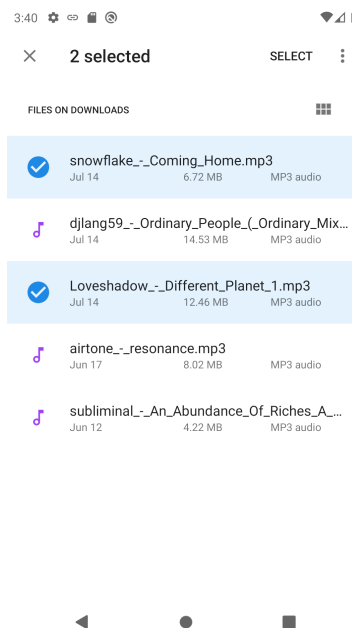 3:40
2 selected
SELECT
FILES ON DOWNLOADS
snowflake_-_Coming_Home.mp3
Jul 14 6.72 MB MP3 audio
djlang59_-_Ordinary_People_(_Ordinary_Mix...
Jul 14 14.53 MB MP3 audio
Loveshadow_-_Different_Planet_1.mp3
Jul 14 12.46 MB MP3 audio
airtone_-_resonance.mp3
Jun 17 8.02 MB MP3 audio
subliminal_-_An_Abundance_Of_Riches_A_...
Jun 12 4.22 MB MP3 audio